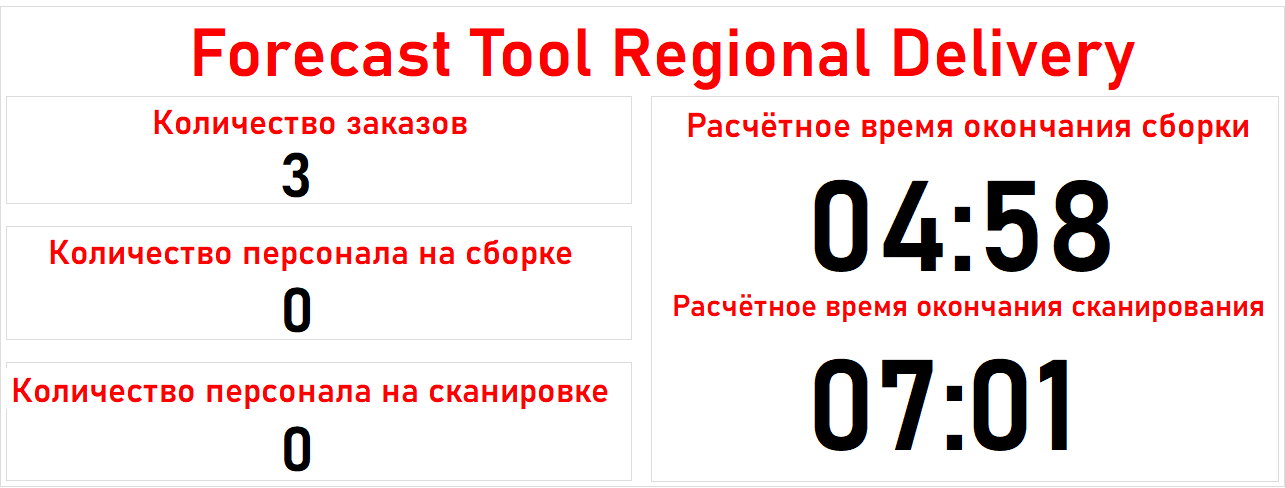 Forecast Tool Regional Delivery
Количество заказов
3
Количество персонала на сборке
0
Количество персонала на сканировке
0
Расчётное время окончания сборки
04:58
Расчётное время окончания сканирования
07:01